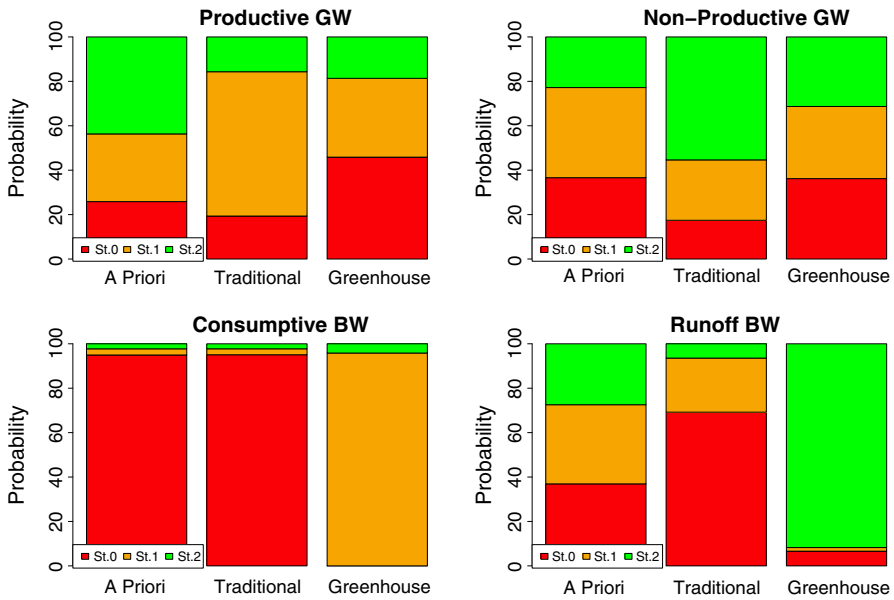 Productive GW
Probability
0 20 40 60 80 100
St.0 St.1 St.2
A Priori Traditional Greenhouse
Non−Productive GW
Probability
0 20 40 60 80 100
St.0 St.1 St.2
A Priori Traditional Greenhouse
Consumptive BW
Probability
0 20 40 60 80 100
St.0 St.1 St.2
A Priori Traditional Greenhouse
Runoff BW
Probability
0 20 40 60 80 100
St.0 St.1 St.2
A Priori Traditional Greenhouse